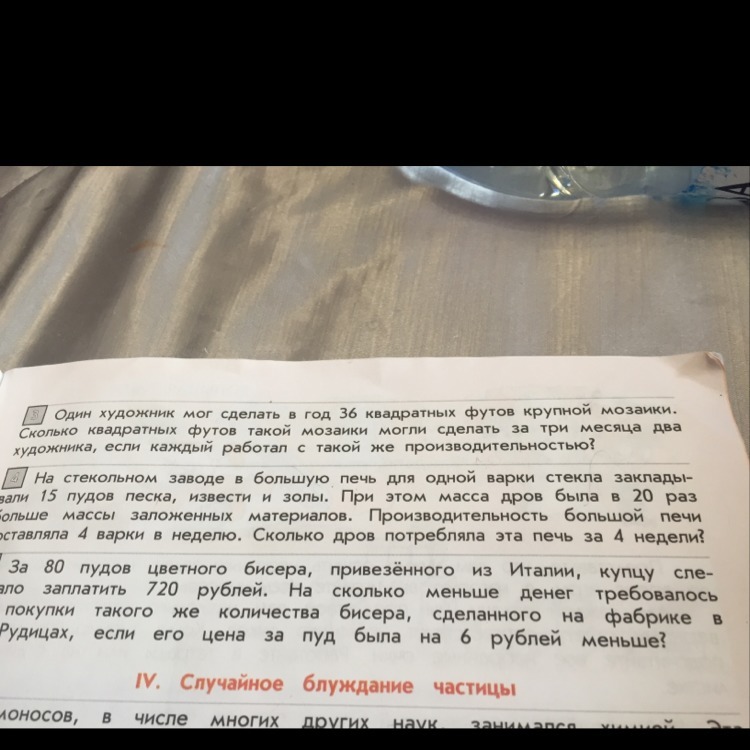 Один художник мог сделать в год 36 квадратных футов крупной мозаики.
Сколько квадратных футов такой мозаики могли сделать за три месяца два
художника, если каждый работал с такой же производительностью?
На стекольном заводе в большую печь для одной варки стекла заклады-
вали 15 пудов песка, извести и золы. При этом масса дров была в 20 раз
больше массы заложенных материалов. Производительность большой печи
оставляла 4 варки в неделю. Сколько дров потребляла эта печь за 4 недели?
За 80 пудов цветного бисера, привезённого из Италии, купцу сле-
ало заплатить 720 рублей. На сколько меньше денег требовалось
покупки такого же количества бисера, сделанного на фабрике в
Рудицах, если его цена за пуд была на 6 рублей меньше?
IV. Случайное блуждание частицы
моносов, в числе многих других наук, занимался химией. Это